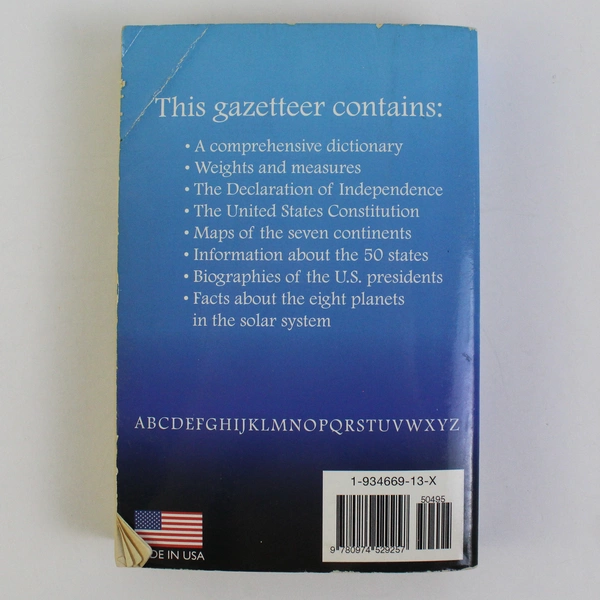 This gazetteer contains:
• A comprehensive dictionary
• Weights and measures
• The Declaration of Independence
• The United States Constitution
• Maps of the seven continents
• Information about the 50 states
• Biographies of the U.S. presidents
• Facts about the eight planets
in the solar system
ABCDEFGHIJKLMNOPQRSTUVWXYZ
1-934669-13-X
50495
9 780974 529257
DE IN USA